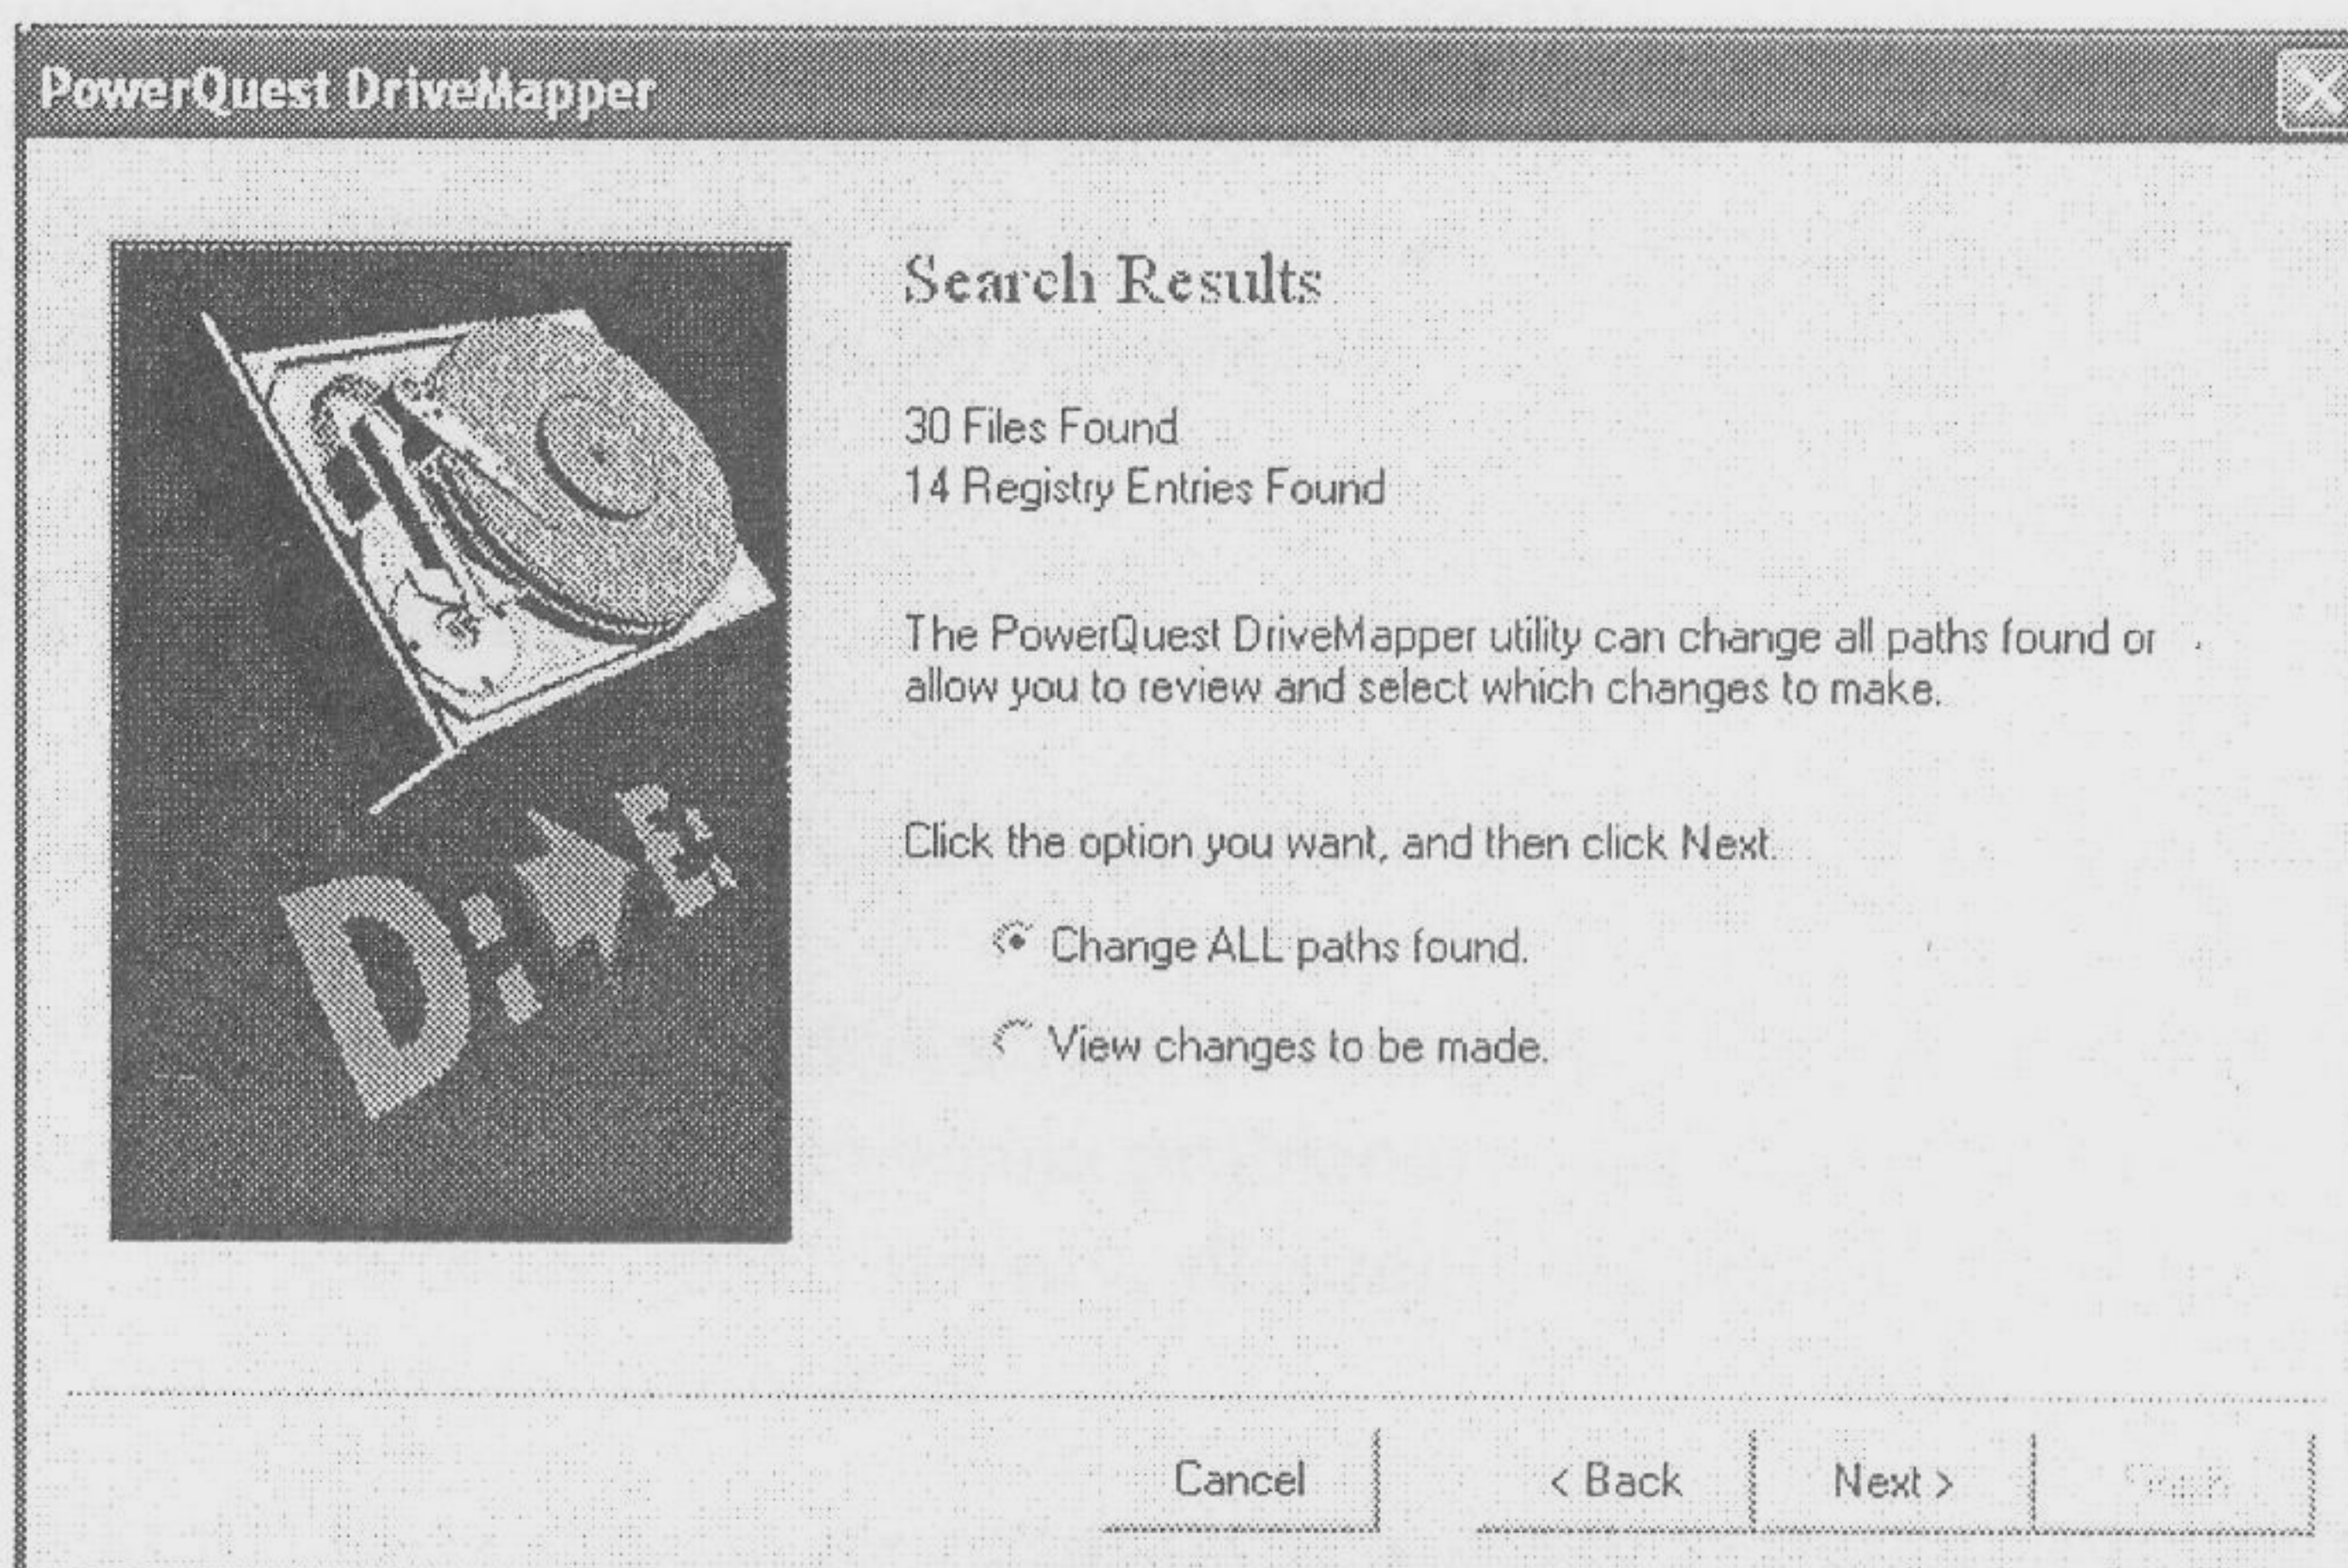 PowerQuest DriveMapper
Search Results
30 Files Found
14 Registry Entries Found
The PowerQuest DriveMapper utility can change all paths found or
allow you to review and select which changes to make.
Click the option you want, and then click Next.
Change ALL paths found.
View changes to be made.
Cancel
< Back
Next >